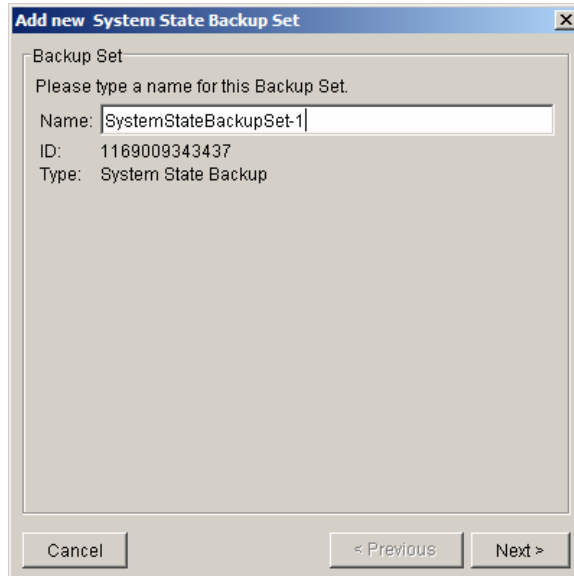 Add new  System State Backup Set
Backup Set
Please type a name for this Backup Set.
Name: SystemStateBackupSet-1
ID: 1169009343437
Type: System State Backup
Cancel < Previous Next >